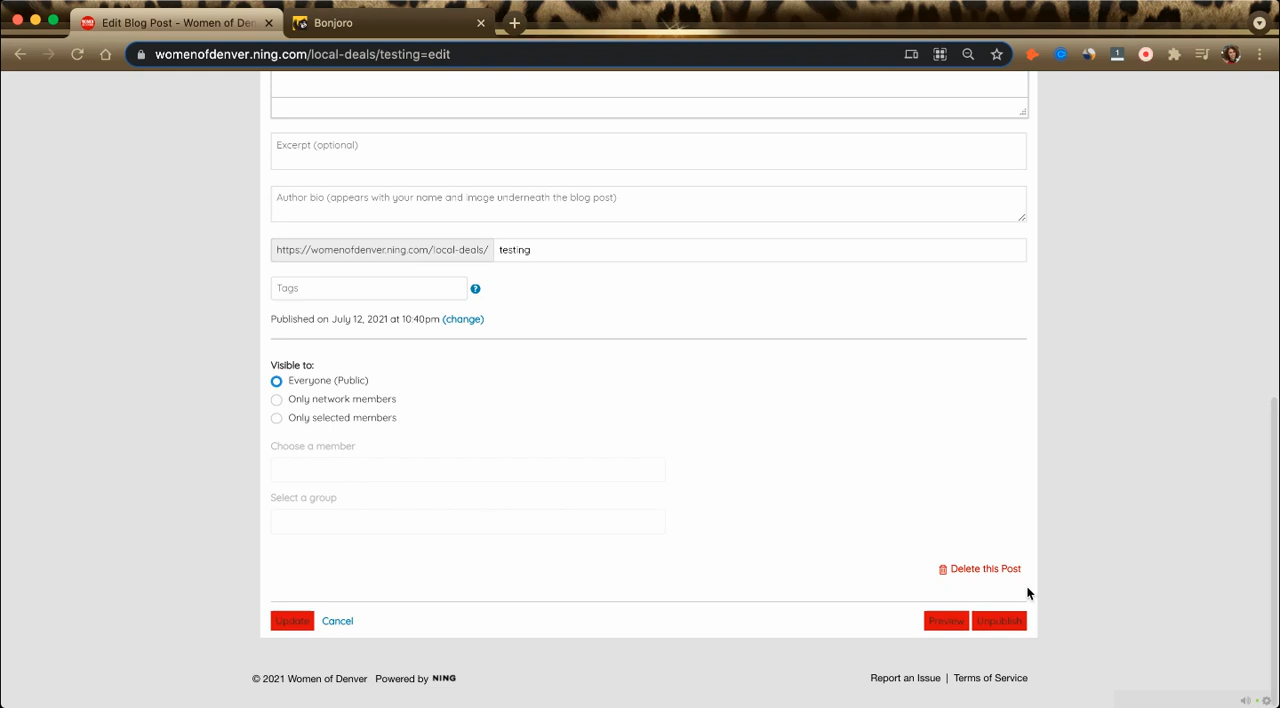 Edit Blog Post - Women of Den
Bonjoro
womenofdenver.ning.com/local-deals/testing=edit
1
Excerpt (optional)
Author bio (appears with your name and image underneath the blog post)
https://womenofdenver.ning.com/local-deals/ testing
Tags
?
Published on July 12, 2021 at 10:40pm (change)
Visible to:
Everyone (Public)
Only network members
Only selected members
Choose a member
Select a group
Delete this Post
Update Cancel Preview Unpublish
© 2021 Women of Denver Powered by NING
Report an Issue | Terms of Service